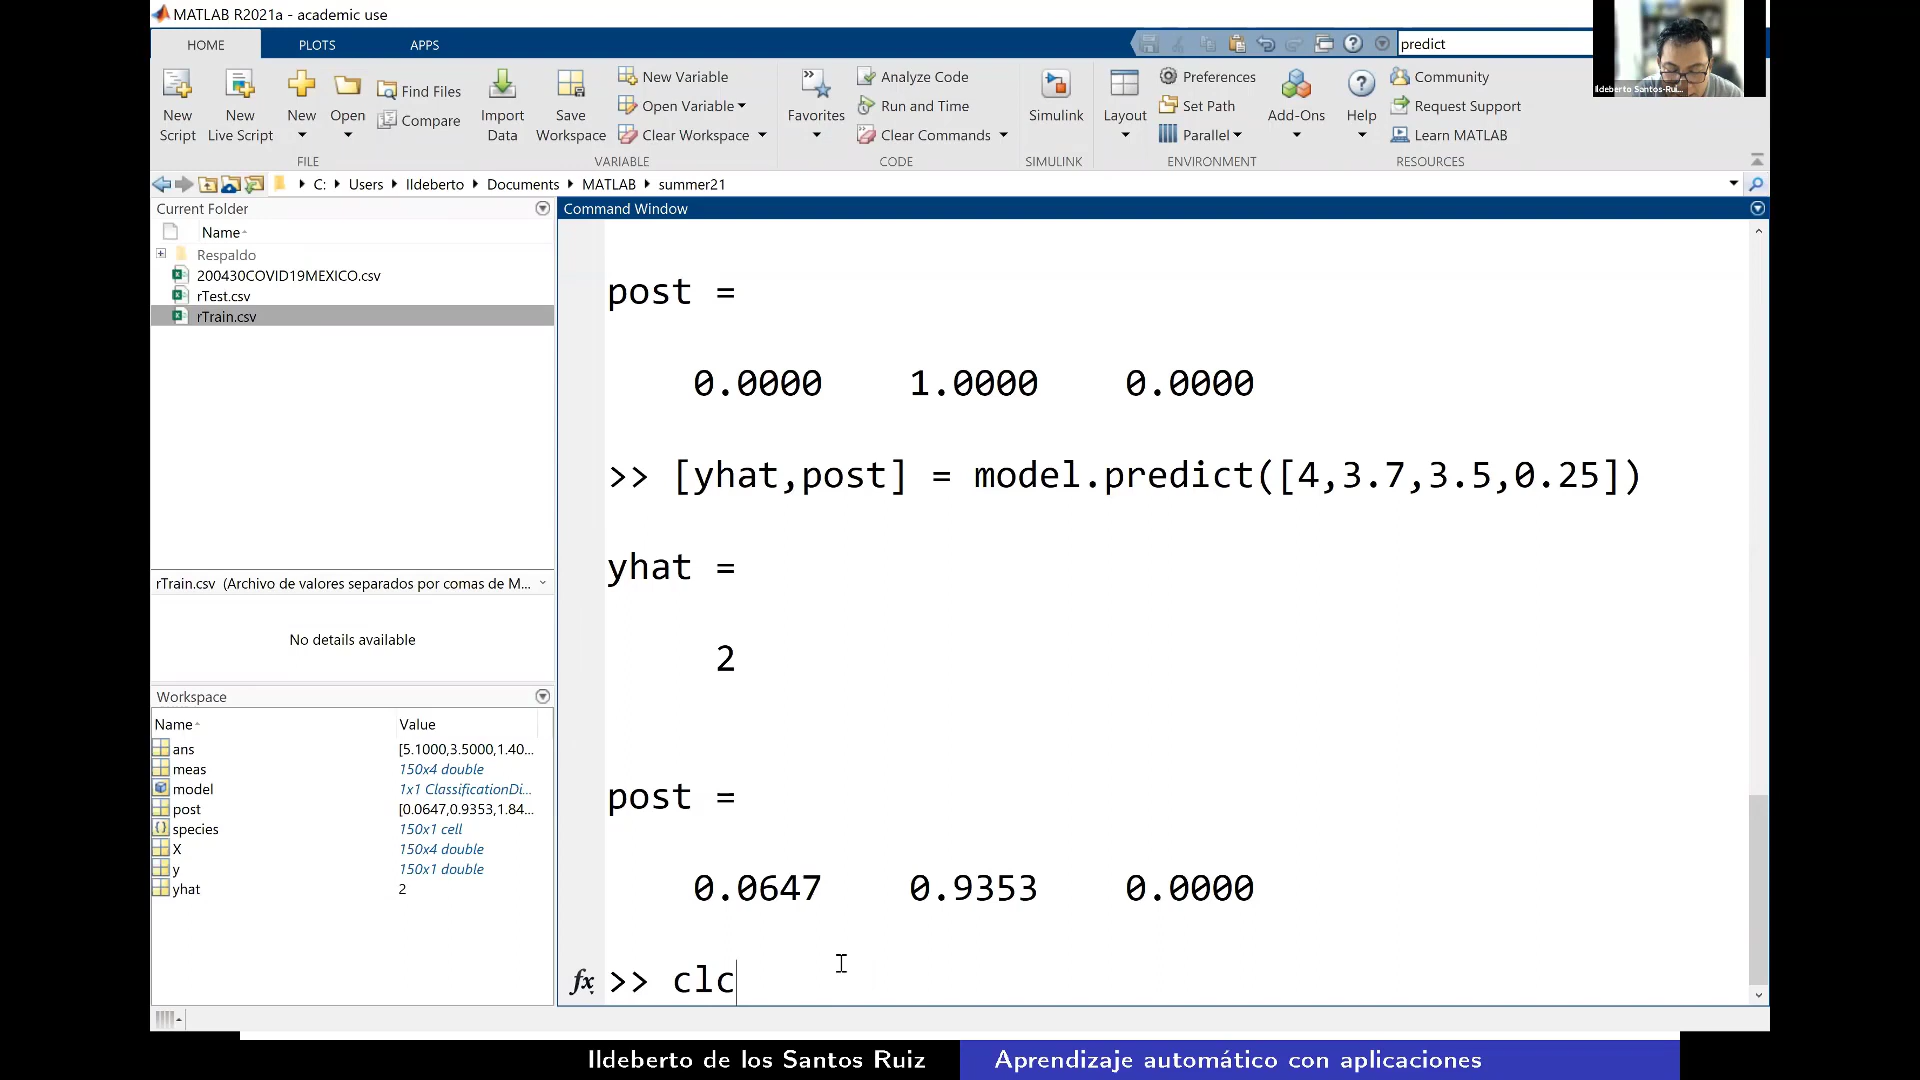 MATLAB R2021a - academic use
HOME PLOTS APPS
predict
Ildeberto Santos-Rui...
New Script
New Live Script
New
Open
Find Files
Compare
Import Data
Save Workspace
New Variable
Open Variable
Clear Workspace
Favorites
Analyze Code
Run and Time
Clear Commands
Simulink
Layout
Preferences
Set Path
Parallel
Add-Ons
Help
Community
Request Support
Learn MATLAB
FILE VARIABLE CODE SIMULINK ENVIRONMENT RESOURCES
C: Users Ildeberto Documents MATLAB summer21
Current Folder
Name
Respaldo
200430COVID19MEXICO.csv
rTest.csv
rTrain.csv
rTrain.csv (Archivo de valores separados por comas de M...
No details available
Workspace
Name Value
ans [5.1000,3.5000,1.40...
meas 150x4 double
model 1x1 ClassificationDi...
post [0.0647,0.9353,1.84...
species 150x1 cell
X 150x4 double
y 150x1 double
yhat 2
Command Window
post =
0.0000 1.0000 0.0000
>> [yhat,post] = model.predict([4,3.7,3.5,0.25])
yhat =
2
post =
0.0647 0.9353 0.0000
fx >> clc
Ildeberto de los Santos Ruiz Aprendizaje automático con aplicaciones